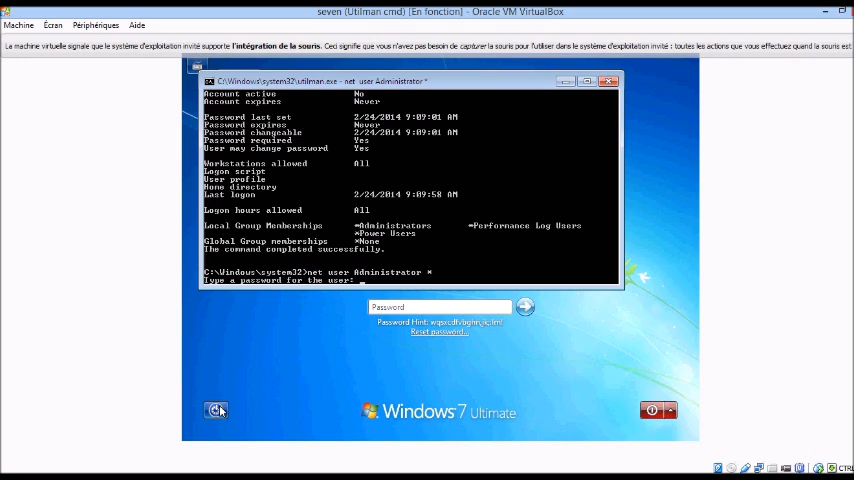 seven (Utilman cmd) [En fonction] - Oracle VM VirtualBox
Machine Écran Périphériques Aide
La machine virtuelle signale que le système d'exploitation invité supporte l'intégration de la souris. Ceci signifie que vous n'avez pas besoin de capturer la souris pour l'utiliser dans le système d'exploitation invité : toutes les actions que vous effectuez quand la souris est
C:\Windows\system32\utilman.exe - net user Administrator *
Account active No
Account expires Never
Password last set 2/24/2014 9:09:01 AM
Password expires Never
Password changeable 2/24/2014 9:09:01 AM
Password required Yes
User may change password Yes
Workstations allowed All
Logon script
User profile
Home directory
Last logon 2/24/2014 9:09:58 AM
Logon hours allowed All
Local Group Memberships *Administrators *Performance Log Users
*Power Users
Global Group memberships *None
The command completed successfully.
C:\Windows\system32>net user Administrator *
Type a password for the user: _
Password
Password Hint:
Reset password...
Windows 7 Ultimate
CTRL